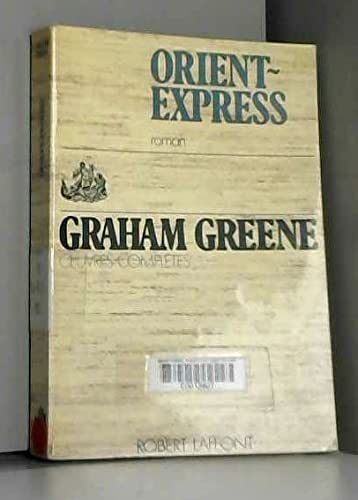 ORIENT-
EXPRESS
roman
GRAHAM GREENE
ŒUVRES COMPLÈTES
ROBERT LAFFONT